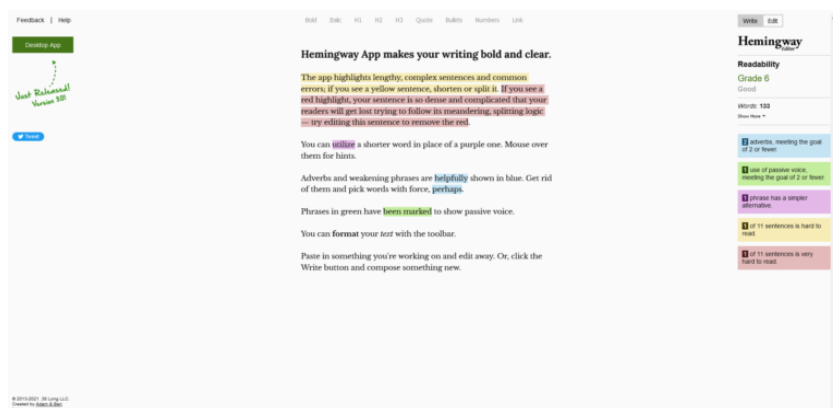 Feedback | Help
Desktop App
Just Released!
Version 3.0!
Tweet
© 2013-2021 .38 Long LLC.
Created by Adam & Ben.
Bold Italic H1 H2 H3 Quote Bullets Numbers Link
Hemingway App makes your writing bold and clear.
The app highlights lengthy, complex sentences and common
errors; if you see a yellow sentence, shorten or split it. If you see a
red highlight, your sentence is so dense and complicated that your
readers will get lost trying to follow its meandering, splitting logic
— try editing this sentence to remove the red.
You can utilize a shorter word in place of a purple one. Mouse over
them for hints.
Adverbs and weakening phrases are helpfully shown in blue. Get rid
of them and pick words with force, perhaps.
Phrases in green have been marked to show passive voice.
You can format your text with the toolbar.
Paste in something you're working on and edit away. Or, click the
Write button and compose something new.
Write Edit
Hemingway
Editor
Readability
Grade 6
Good
Words: 133
Show More
2 adverbs, meeting the goal
of 2 or fewer.
1 use of passive voice,
meeting the goal of 2 or fewer.
1 phrase has a simpler
alternative.
1 of 11 sentences is hard to
read.
1 of 11 sentences is very
hard to read.